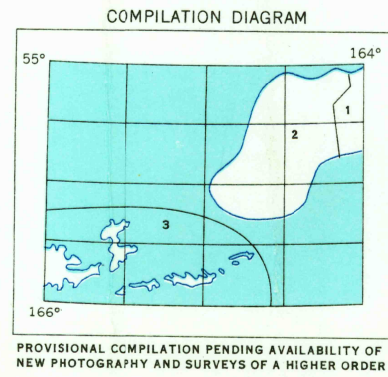 COMPILATION DIAGRAM
55° 164°
1
2
3
166°
PROVISIONAL COMPILATION PENDING AVAILABILITY OF
NEW PHOTOGRAPHY AND SURVEYS OF A HIGHER ORDER